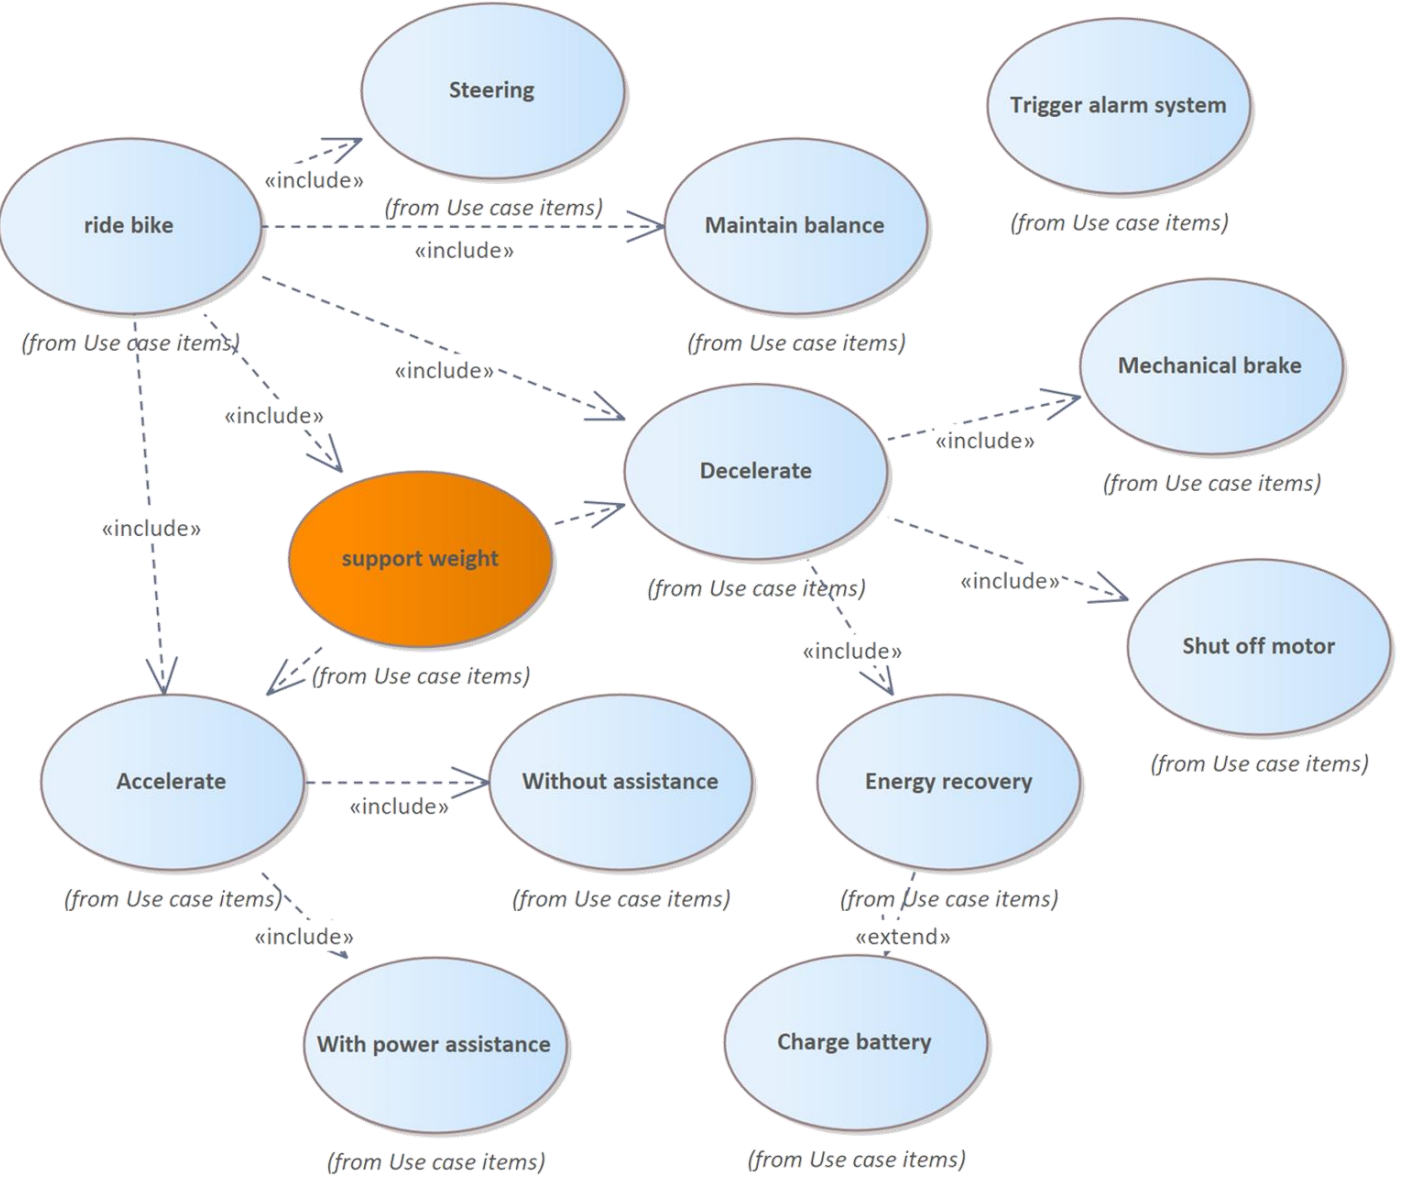 Steering
Trigger alarm system
«include»
(from Use case items)
(from Use case items)
ride bike
Maintain balance
«include»
(from Use case items)
(from Use case items)
Mechanical brake
«include»
«include»
Decelerate
«include»
(from Use case items)
«include»
support weight
«include»
(from Use case items)
Shut off motor
«include»
(from Use case items)
(from Use case items)
Accelerate
Without assistance
Energy recovery
«include»
(from Use case items)
(from Use case items)
(from Use case items)
«include»
«extend»
With power assistance
Charge battery
(from Use case items)
(from Use case items)